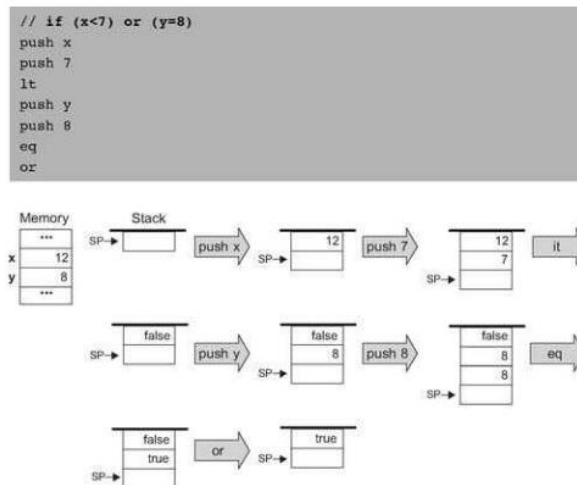 // if (x<7) or (y=8)
push x
push 7
lt
push y
push 8
eq
or
Memory
Stack
...
x 12
y 8
...
SP
push x
12
SP
push 7
12
7
SP
it
false
SP
push y
false
8
SP
push 8
false
8
8
SP
eq
false
true
SP
or
true
SP